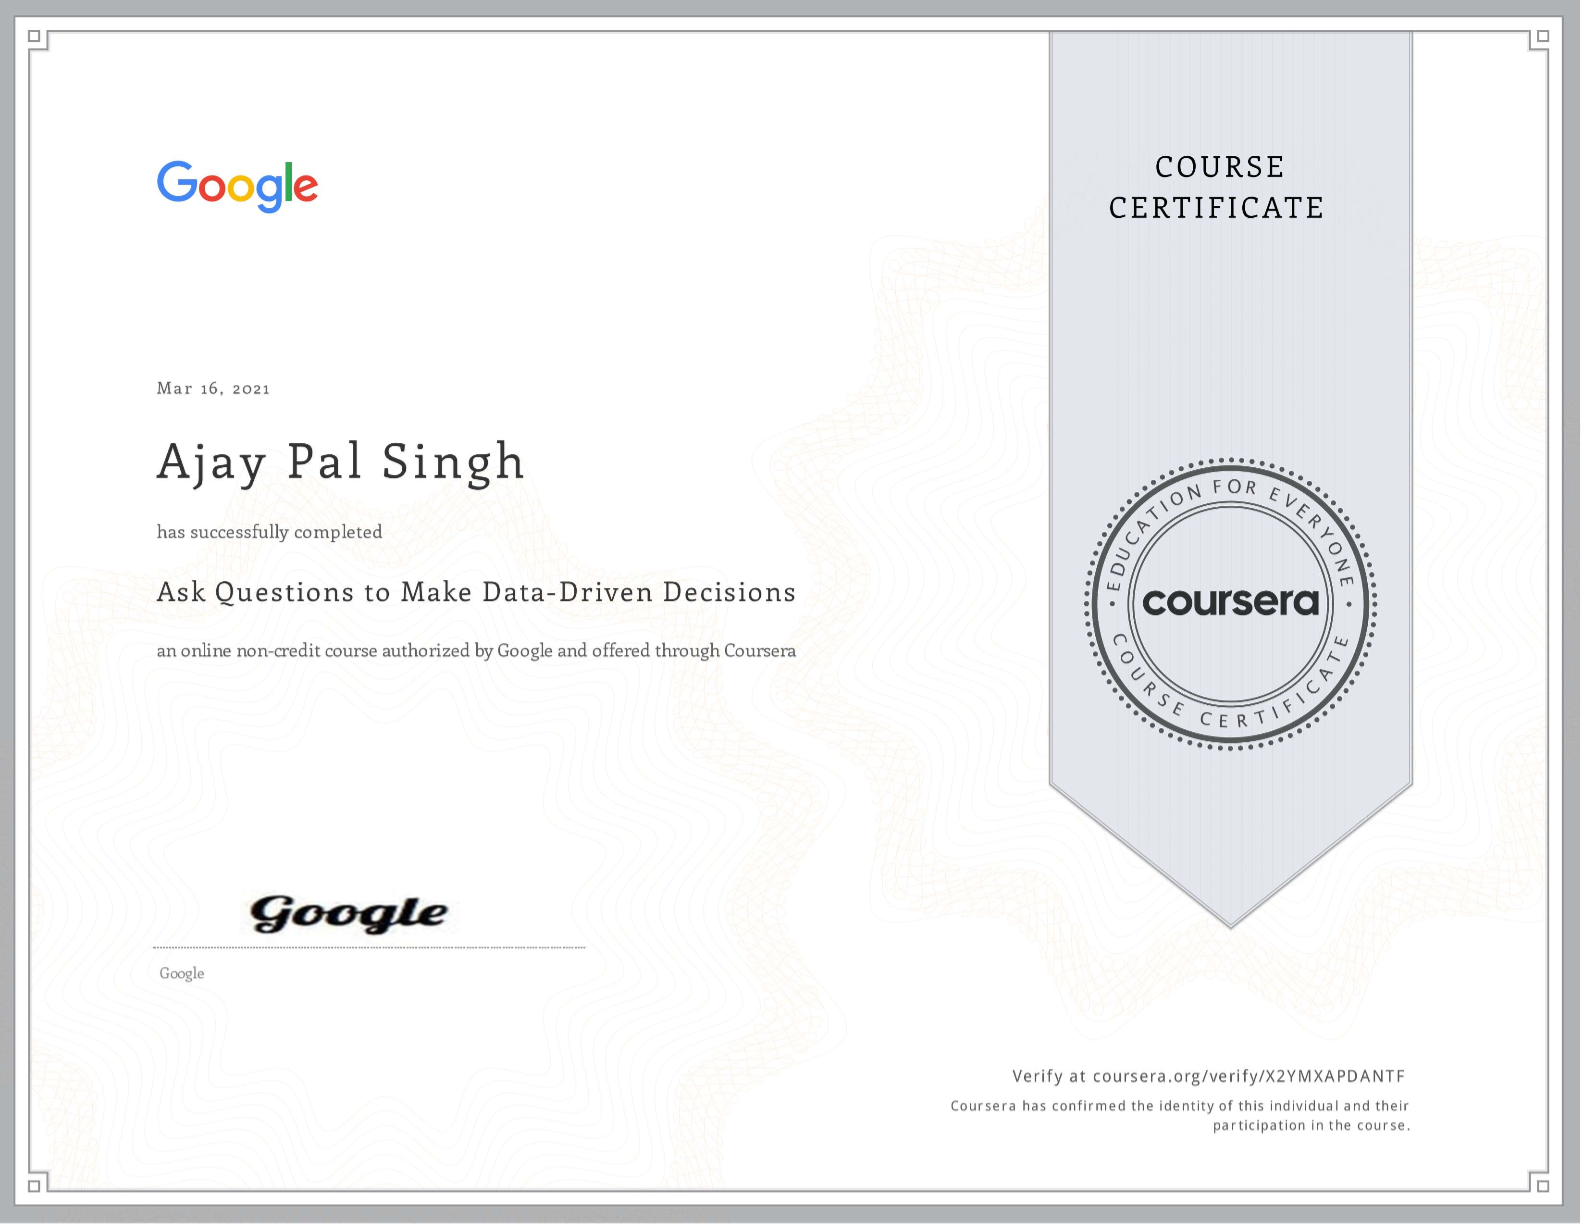 Google
COURSE
CERTIFICATE
Mar 16, 2021
Ajay Pal Singh
has successfully completed
Ask Questions to Make Data-Driven Decisions
an online non-credit course authorized by Google and offered through Coursera
EDUCATION FOR EVERYONE
coursera
COURSE CERTIFICATE
Google
Google
Verify at coursera.org/verify/X2YMXAPDANTF
Coursera has confirmed the identity of this individual and their
participation in the course.